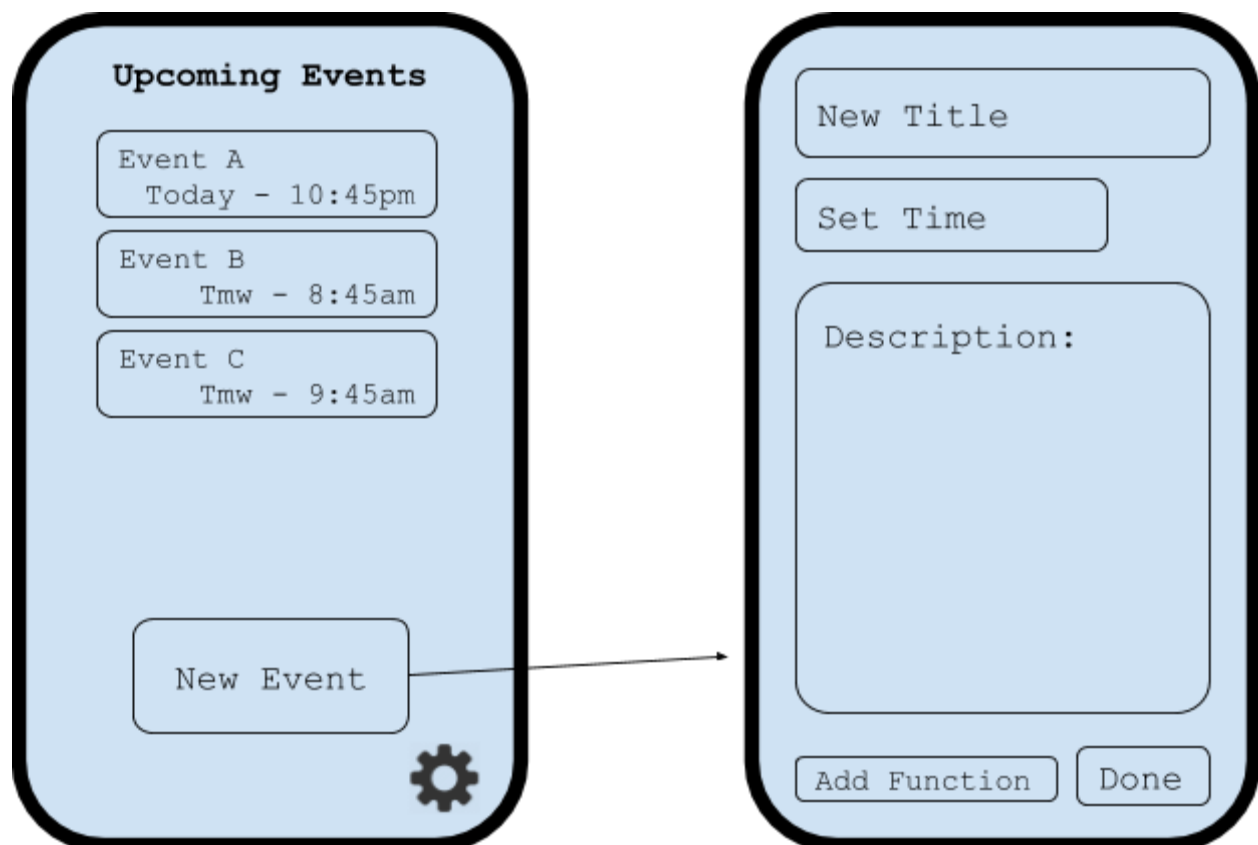 Upcoming Events
Event A
Today - 10:45pm
Event B
Tmw - 8:45am
Event C
Tmw - 9:45am
New Event
New Title
Set Time
Description:
Add Function
Done